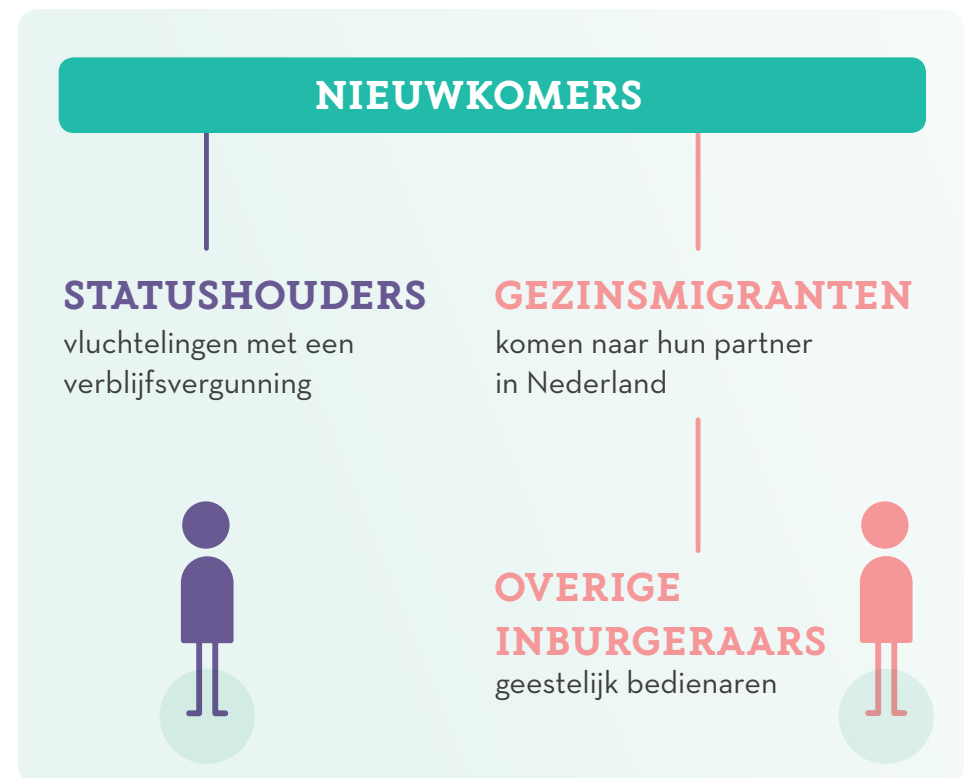 NIEUWKOMERS
STATUSHOUDERS
vluchtelingen met een
verblijfsvergunning
GEZINSMIGRANTEN
komen naar hun partner
in Nederland
OVERIGE
INBURGERAARS
geestelijk bedienaren